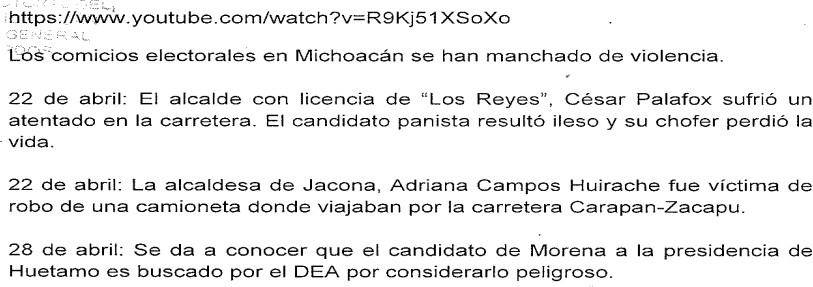 https://www.youtube.com/watch?v=R9Kj51XSoXo
GENERAL
Los comicios electorales en Michoacán se han manchado de violencia.
22 de abril: El alcalde con licencia de “Los Reyes”, César Palafox sufrió un
atentado en la carretera. El candidato panista resultó ileso y su chofer perdió la
vida.
22 de abril: La alcaldesa de Jacona, Adriana Campos Huirache fue víctima de
robo de una camioneta donde viajaban por la carretera Carapan-Zacapu.
28 de abril: Se da a conocer que el candidato de Morena a la presidencia de
Huetamo es buscado por el DEA por considerarlo peligroso.